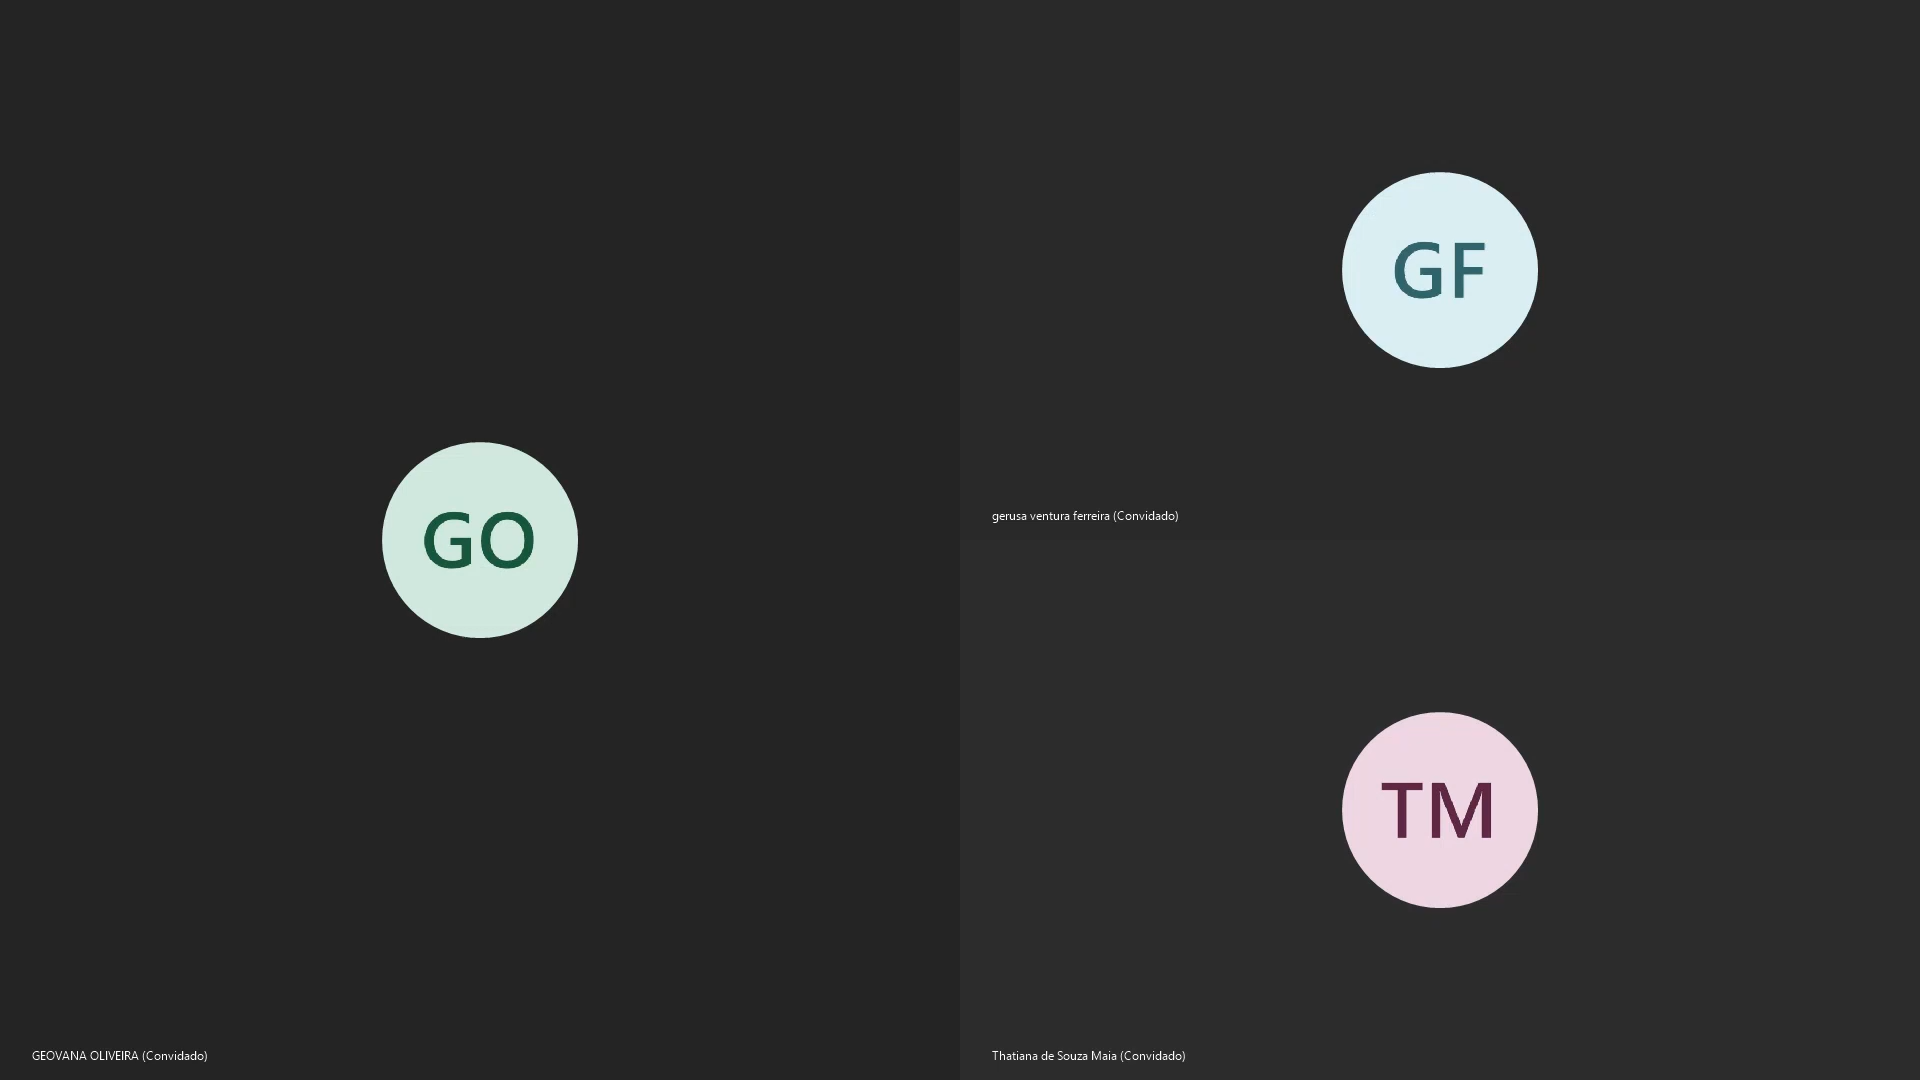 GO
GEOVANA OLIVEIRA (Convidado)
GF
gerusa ventura ferreira (Convidado)
TM
Thatiana de Souza Maia (Convidado)